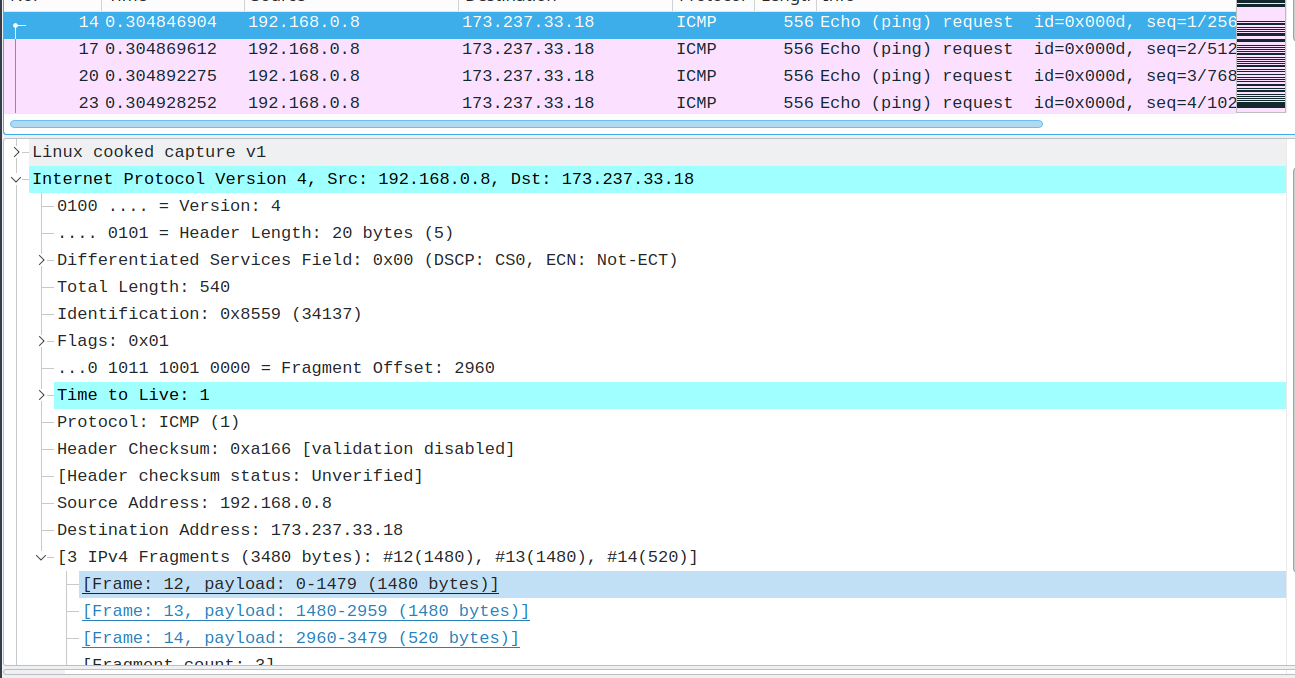 14 0.304846904 192.168.0.8 173.237.33.18 ICMP 556 Echo (ping) request id=0x000d, seq=1/256
17 0.304869612 192.168.0.8 173.237.33.18 ICMP 556 Echo (ping) request id=0x000d, seq=2/512
20 0.304892275 192.168.0.8 173.237.33.18 ICMP 556 Echo (ping) request id=0x000d, seq=3/768
23 0.304928252 192.168.0.8 173.237.33.18 ICMP 556 Echo (ping) request id=0x000d, seq=4/102
Linux cooked capture v1
Internet Protocol Version 4, Src: 192.168.0.8, Dst: 173.237.33.18
0100 .... = Version: 4
.... 0101 = Header Length: 20 bytes (5)
Differentiated Services Field: 0x00 (DSCP: CS0, ECN: Not-ECT)
Total Length: 540
Identification: 0x8559 (34137)
Flags: 0x01
...0 1011 1001 0000 = Fragment Offset: 2960
Time to Live: 1
Protocol: ICMP (1)
Header Checksum: 0xa166 [validation disabled]
[Header checksum status: Unverified]
Source Address: 192.168.0.8
Destination Address: 173.237.33.18
[3 IPv4 Fragments (3480 bytes): #12(1480), #13(1480), #14(520)]
[Frame: 12, payload: 0-1479 (1480 bytes)]
[Frame: 13, payload: 1480-2959 (1480 bytes)]
[Frame: 14, payload: 2960-3479 (520 bytes)]
[Fragment count: 3]